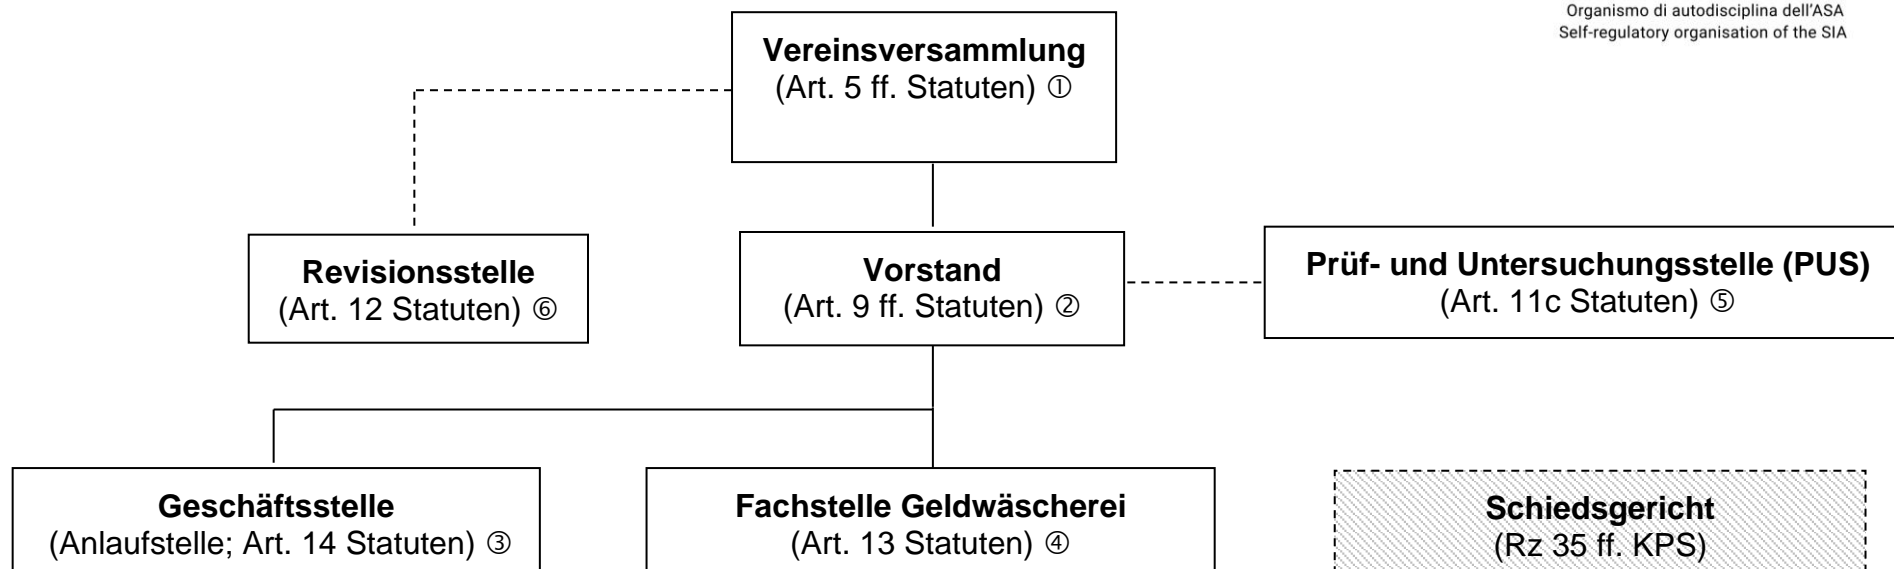 Organismo di autodisciplina dell'ASA
Self-regulatory organisation of the SIA
Vereinsversammlung
(Art. 5 ff. Statuten) ①
Revisionsstelle
(Art. 12 Statuten) ⑥
Vorstand
(Art. 9 ff. Statuten) ②
Prüf- und Untersuchungsstelle (PUS)
(Art. 11c Statuten) ⑤
Geschäftsstelle
(Anlaufstelle; Art. 14 Statuten) ③
Fachstelle Geldwäscherei
(Art. 13 Statuten) ④
Schiedsgericht
(Rz 35 ff. KPS)